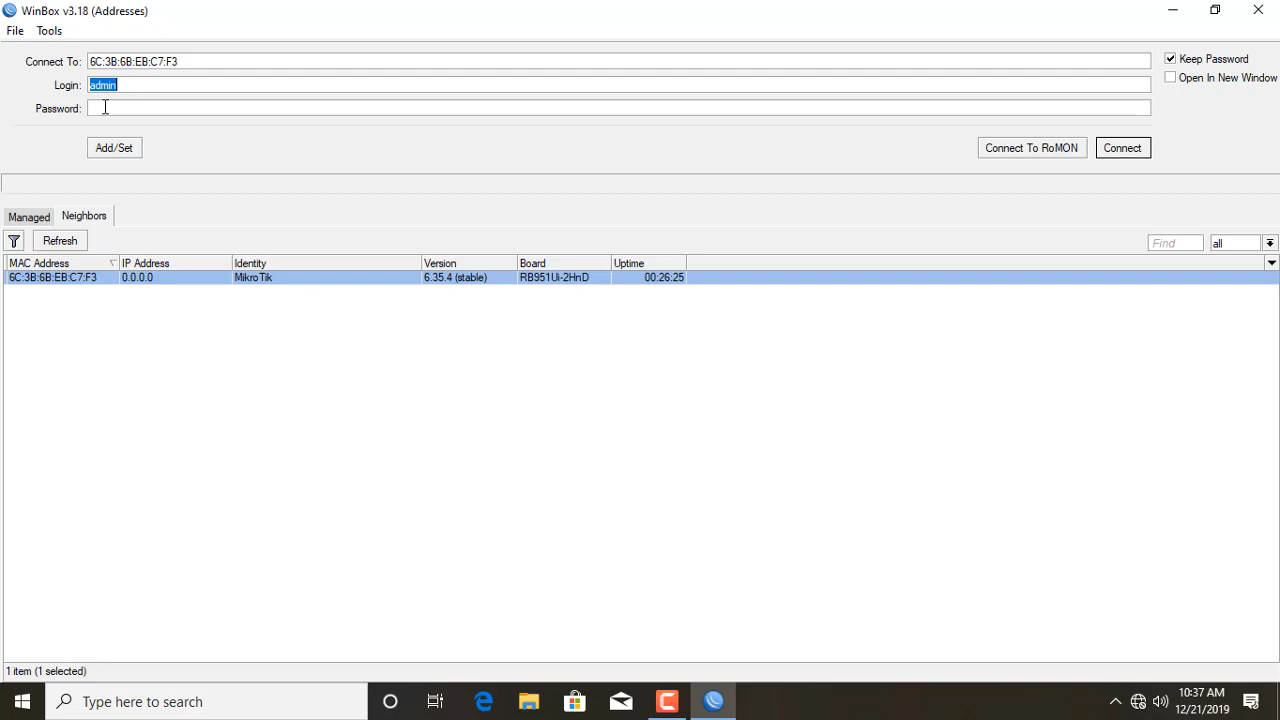 WinBox v3.18 (Addresses)
File Tools
Connect To: 6C:3B:6B:EB:C7:F3
Keep Password
Login: admin
Open In New Window
Password:
Add/Set Connect To RoMON Connect
Managed Neighbors
Refresh Find all
MAC Address IP Address Identity Version Board Uptime
6C:3B:6B:EB:C7:F3 0.0.0.0 MikroTik 6.35.4 (stable) RB951Ui-2HnD 00:26:25
1 item (1 selected)
Type here to search
10:37 AM
12/21/2019